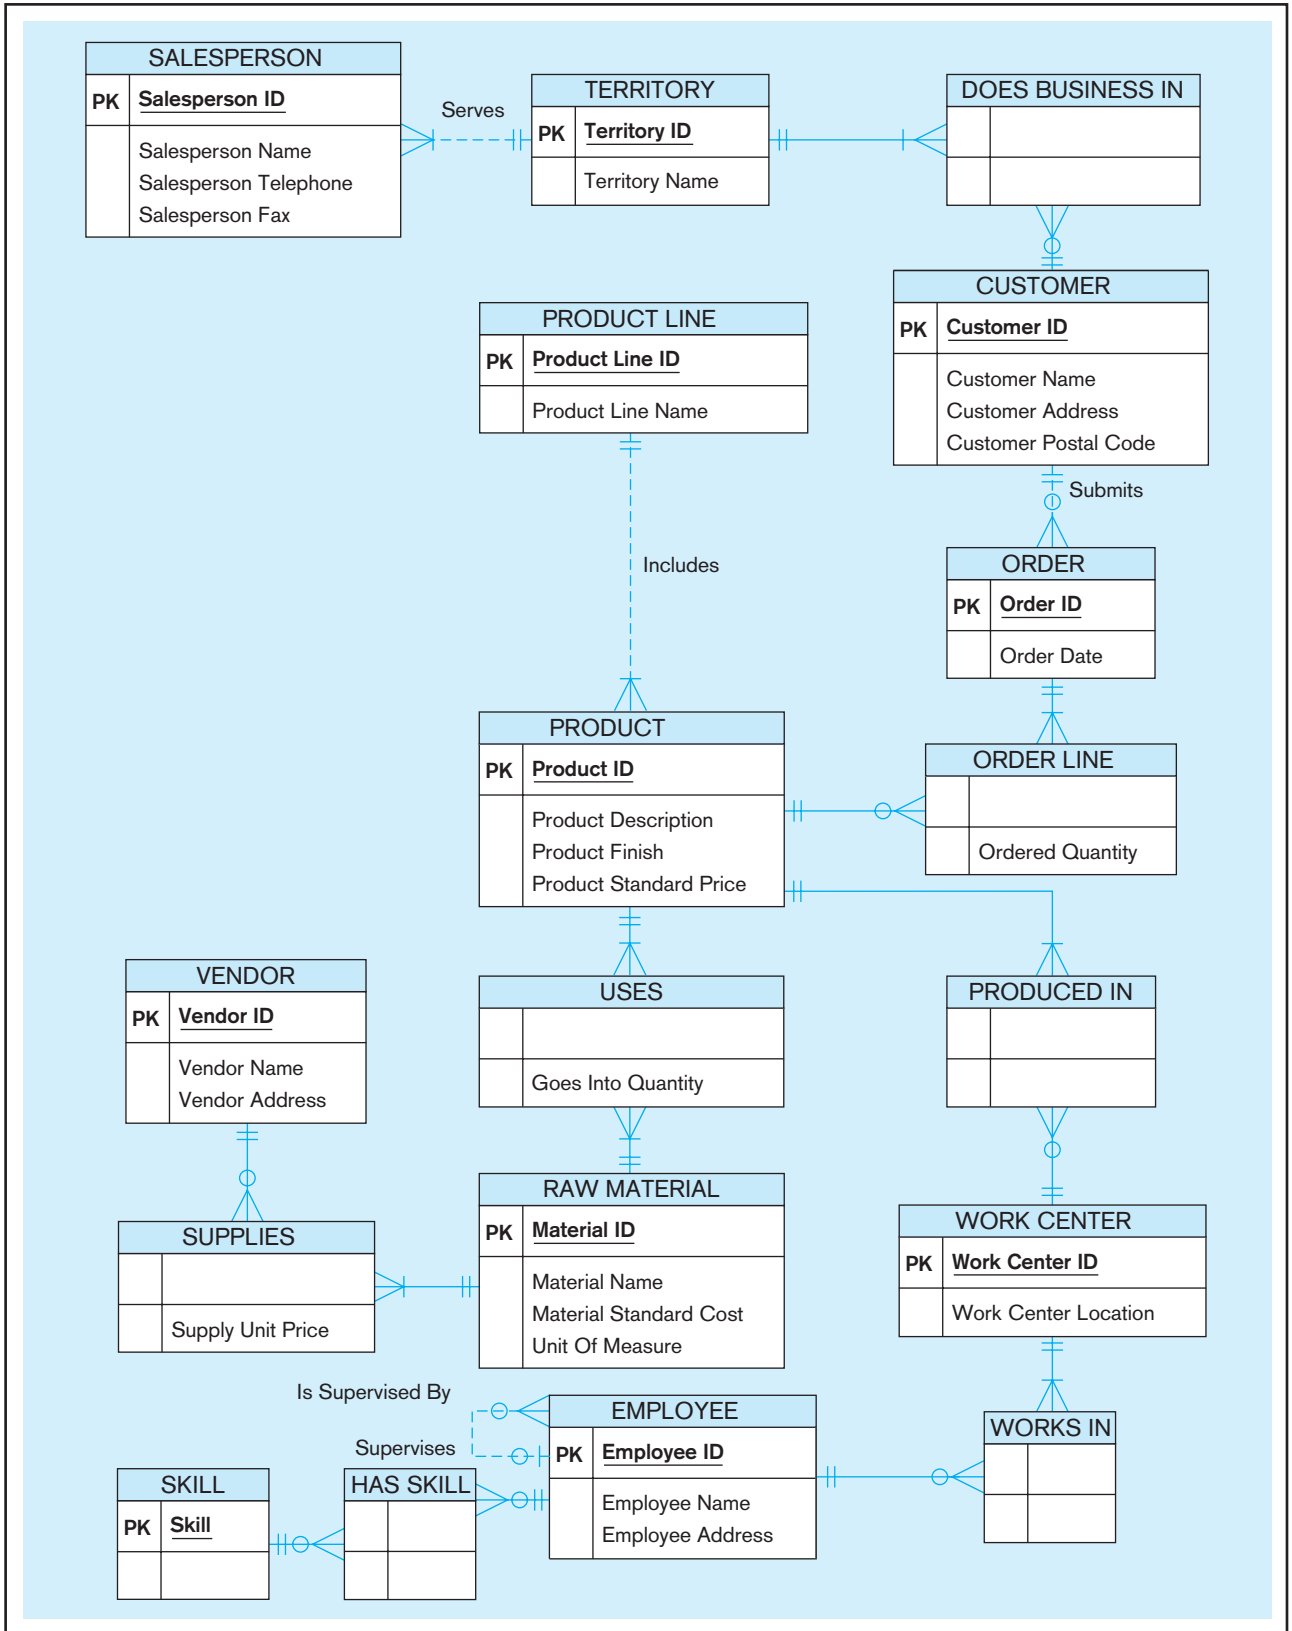 SALESPERSON
PK Salesperson ID
Salesperson Name
Salesperson Telephone
Salesperson Fax
Serves
TERRITORY
PK Territory ID
Territory Name
DOES BUSINESS IN
CUSTOMER
PK Customer ID
Customer Name
Customer Address
Customer Postal Code
Submits
PRODUCT LINE
PK Product Line ID
Product Line Name
Includes
ORDER
PK Order ID
Order Date
PRODUCT
PK Product ID
Product Description
Product Finish
Product Standard Price
ORDER LINE
Ordered Quantity
VENDOR
PK Vendor ID
Vendor Name
Vendor Address
USES
Goes Into Quantity
PRODUCED IN
SUPPLIES
Supply Unit Price
RAW MATERIAL
PK Material ID
Material Name
Material Standard Cost
Unit Of Measure
WORK CENTER
PK Work Center ID
Work Center Location
Is Supervised By
Supervises
EMPLOYEE
PK Employee ID
Employee Name
Employee Address
WORKS IN
SKILL
PK Skill
HAS SKILL